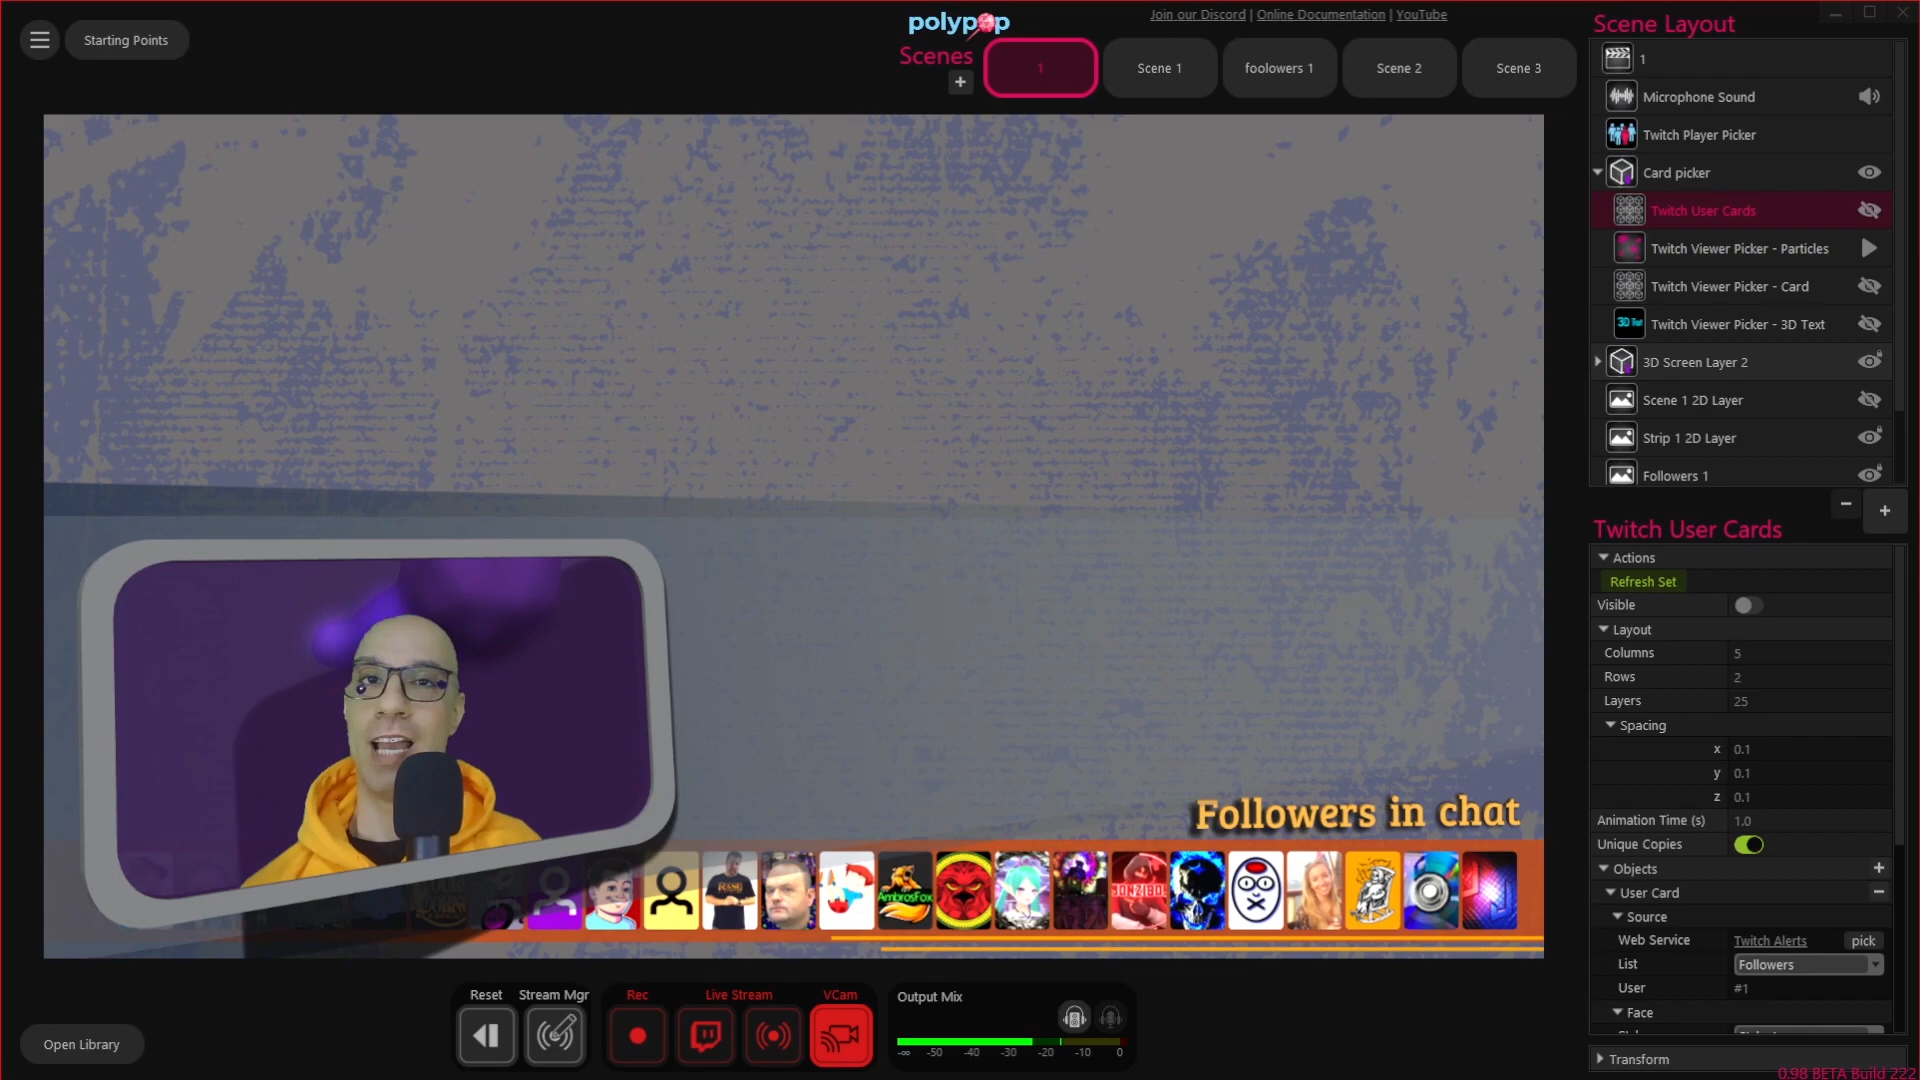 polypop
Join our Discord | Online Documentation | YouTube
Starting Points
Scenes
+
1
Scene 1
foolowers 1
Scene 2
Scene 3
Scene Layout
1
Microphone Sound
Twitch Player Picker
Card picker
Twitch User Cards
Twitch Viewer Picker - Particles
Twitch Viewer Picker - Card
3D Text
Twitch Viewer Picker - 3D Text
3D Screen Layer 2
Scene 1 2D Layer
Strip 1 2D Layer
Followers 1
- +
Twitch User Cards
Actions
Refresh Set
Visible
Layout
Columns 5
Rows 2
Layers 25
Spacing
x 0.1
y 0.1
z 0.1
Animation Time (s) 1.0
Unique Copies
Objects +
User Card -
Source
Web Service Twitch Alerts pick
List Followers
User #1
Face
Transform
0.98 BETA Build 222
Followers in chat
AmbrosFox
Reset
Stream Mgr
Rec
Live Stream
VCam
Output Mix
-∞ -50 -40 -30 -20 -10 0
Open Library